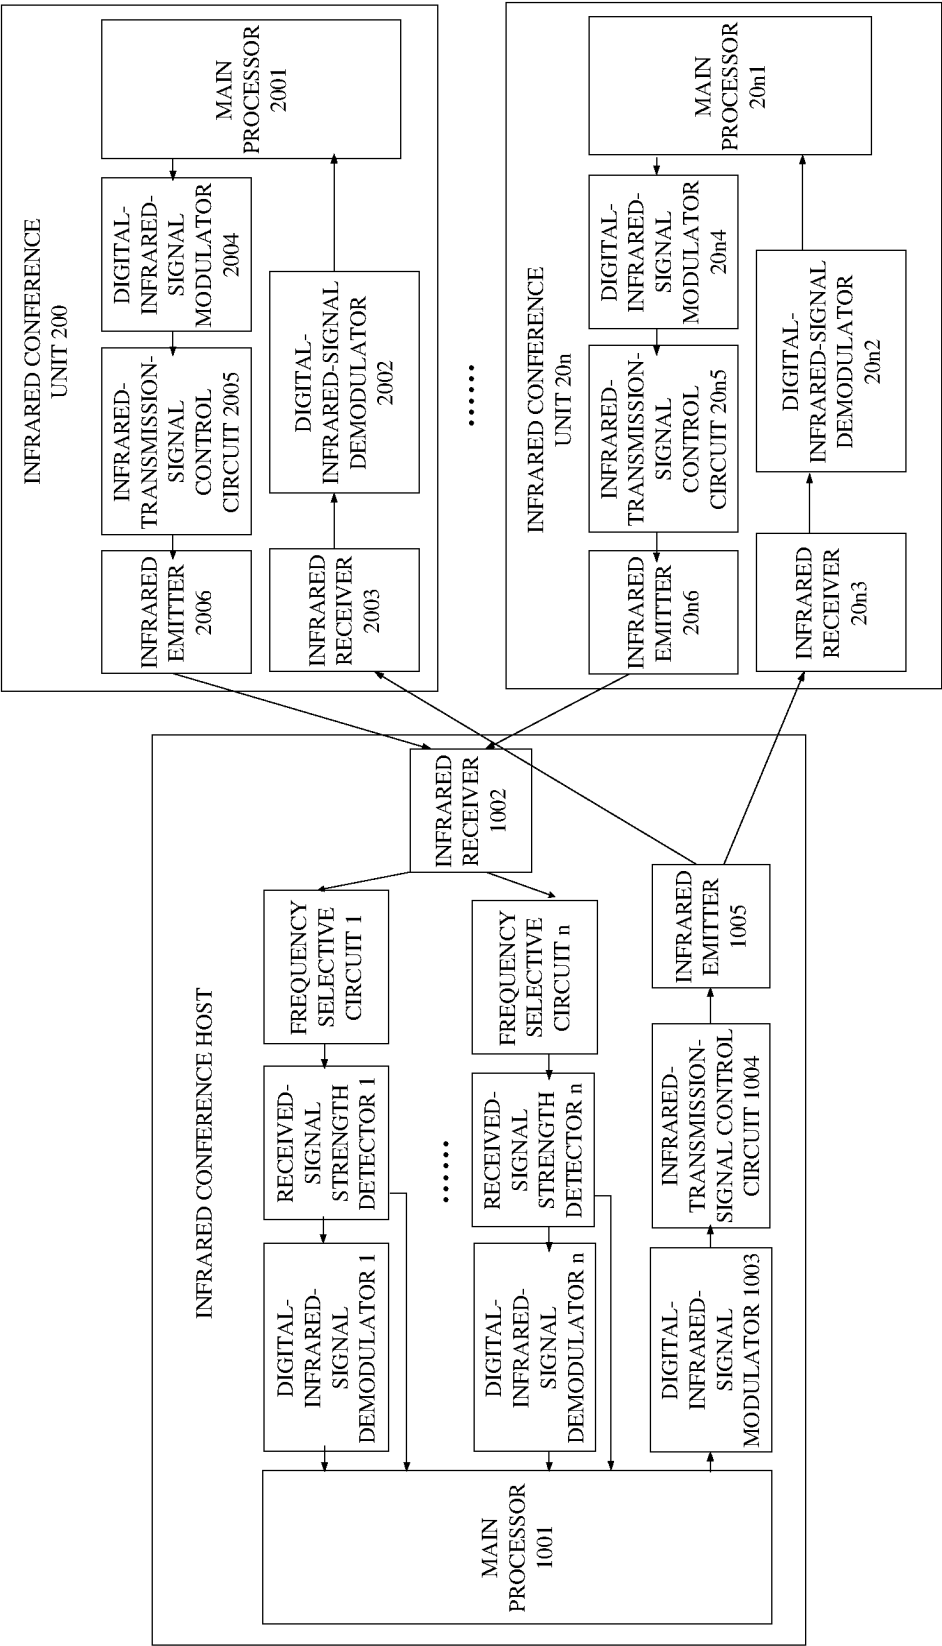 INFRARED CONFERENCE HOST
MAIN
PROCESSOR
1001
DIGITAL-
INFRARED-
SIGNAL
DEMODULATOR 1
RECEIVED-
SIGNAL
STRENGTH
DETECTOR 1
FREQUENCY
SELECTIVE
CIRCUIT 1
......
DIGITAL-
INFRARED-
SIGNAL
DEMODULATOR n
RECEIVED-
SIGNAL
STRENGTH
DETECTOR n
FREQUENCY
SELECTIVE
CIRCUIT n
INFRARED
RECEIVER
1002
DIGITAL-
INFRARED-
SIGNAL
MODULATOR 1003
INFRARED-
TRANSMISSION-
SIGNAL CONTROL
CIRCUIT 1004
INFRARED
EMITTER
1005
INFRARED CONFERENCE
UNIT 200
INFRARED
EMITTER
2006
INFRARED-
TRANSMISSION-
SIGNAL
CONTROL
CIRCUIT 2005
DIGITAL-
INFRARED-
SIGNAL
MODULATOR
2004
MAIN
PROCESSOR
2001
INFRARED
RECEIVER
2003
DIGITAL-
INFRARED-SIGNAL
DEMODULATOR
2002
......
INFRARED CONFERENCE
UNIT 20n
INFRARED
EMITTER
20n6
INFRARED-
TRANSMISSION-
SIGNAL
CONTROL
CIRCUIT 20n5
DIGITAL-
INFRARED-
SIGNAL
MODULATOR
20n4
MAIN
PROCESSOR
20n1
INFRARED
RECEIVER
20n3
DIGITAL-
INFRARED-SIGNAL
DEMODULATOR
20n2